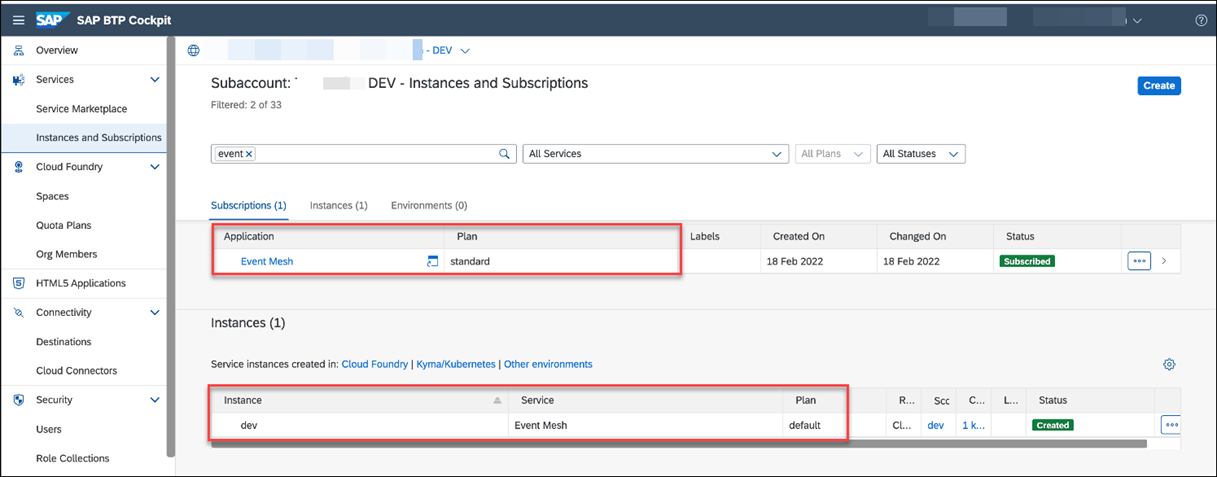 SAP SAP BTP Cockpit
Overview
Services
Service Marketplace
Instances and Subscriptions
Cloud Foundry
Spaces
Quota Plans
Org Members
HTML5 Applications
Connectivity
Destinations
Cloud Connectors
Security
Users
Role Collections
- DEV
Subaccount: DEV - Instances and Subscriptions
Create
Filtered: 2 of 33
event All Services All Plans All Statuses
Subscriptions (1) Instances (1) Environments (0)
Application Plan Labels Created On Changed On Status
Event Mesh standard 18 Feb 2022 18 Feb 2022 Subscribed
Instances (1)
Service instances created in: Cloud Foundry | Kyma/Kubernetes | Other environments
Instance Service Plan R... Scc C... L... Status
dev Event Mesh default Cl... dev 1 k... Created